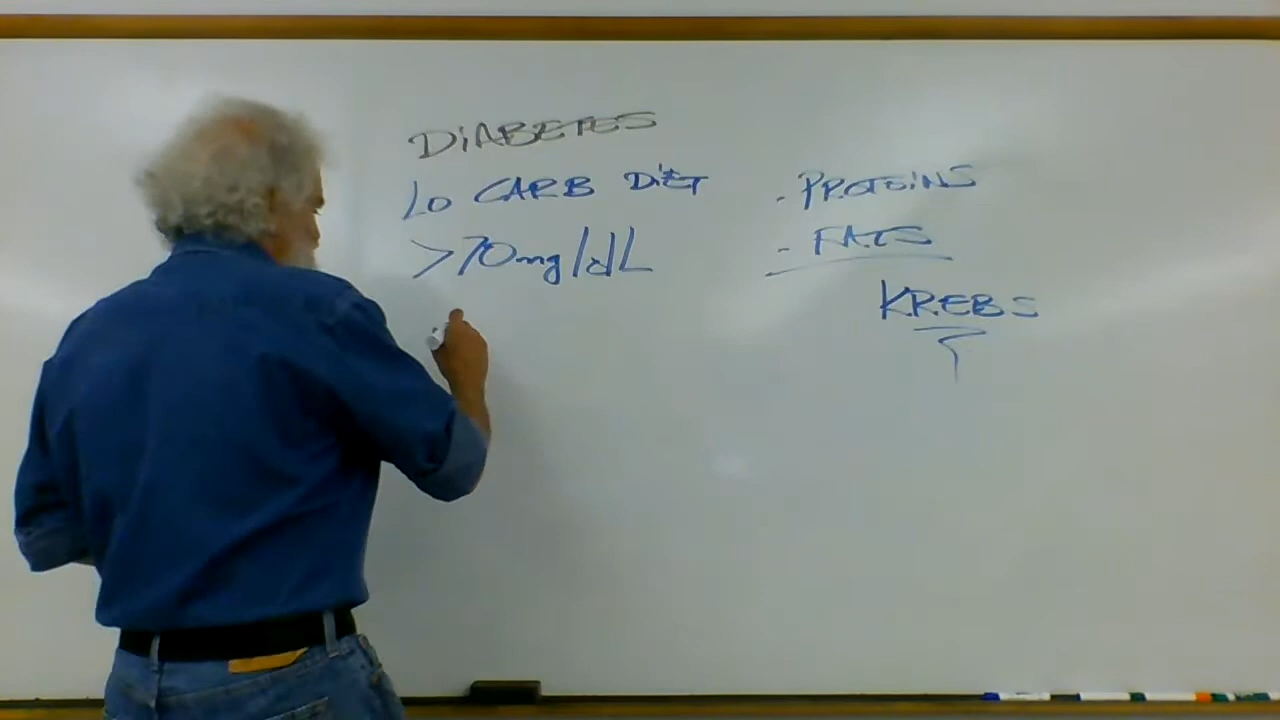 DiABETES
Lo CARB DiET
>70mg/dL
- PROTEiNS
- FATS
KREBS